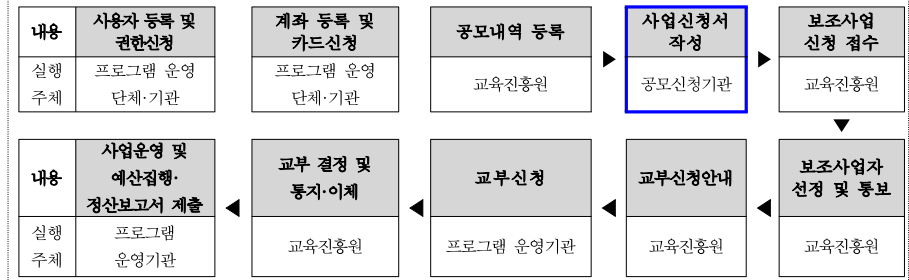 내용
사용자 등록 및
권한신청
계좌 등록 및
카드신청
공모내역 등록
사업신청서
작성
보조사업
신청 접수
실행
주체
프로그램 운영
단체·기관
프로그램 운영
단체·기관
교육진흥원
공모신청기관
교육진흥원
내용
사업운영 및
예산집행·
정산보고서 제출
교부 결정 및
통지·이체
교부신청
교부신청안내
보조사업자
선정 및 통보
실행
주체
프로그램
운영기관
교육진흥원
프로그램 운영기관
교육진흥원
교육진흥원